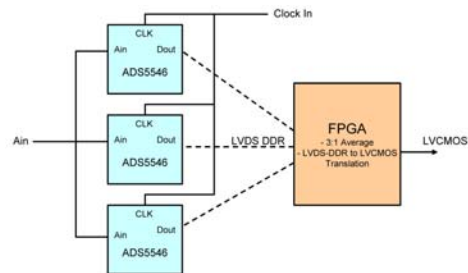 Clock In
CLK
Ain Dout
ADS5546
CLK
Ain Dout
ADS5546
CLK
Ain Dout
ADS5546
Ain
LVDS DDR
FPGA
- 3:1 Average
- LVDS-DDR to LVCMOS
Translation
LVCMOS